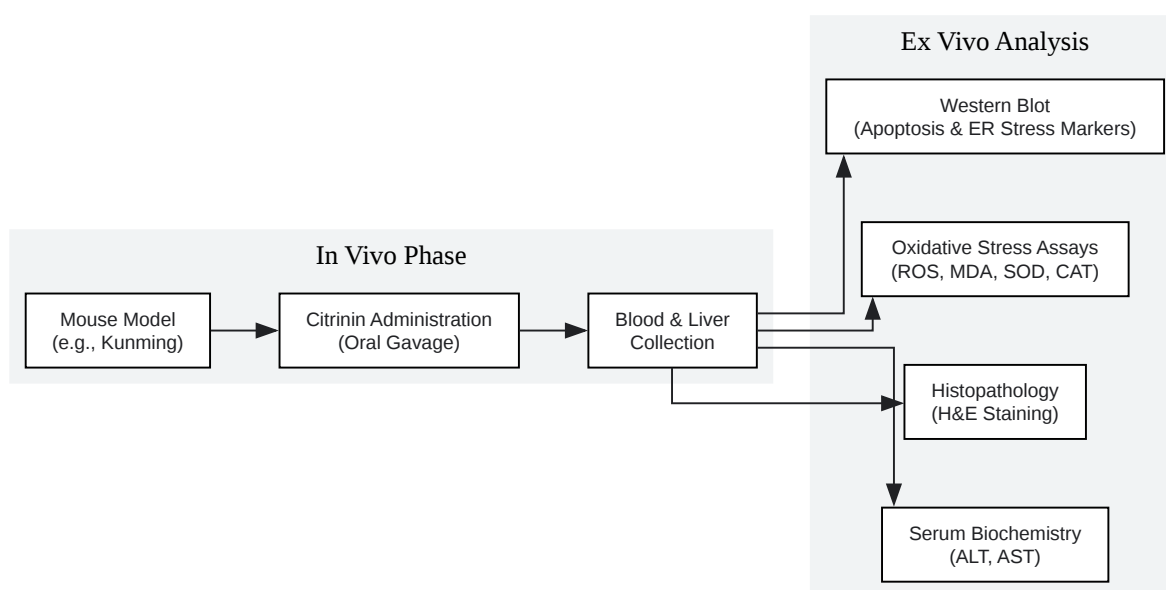 In Vivo Phase
Mouse Model
(e.g., Kunming)
Citrinin Administration
(Oral Gavage)
Blood & Liver
Collection
Ex Vivo Analysis
Western Blot
(Apoptosis & ER Stress Markers)
Oxidative Stress Assays
(ROS, MDA, SOD, CAT)
Histopathology
(H&E Staining)
Serum Biochemistry
(ALT, AST)